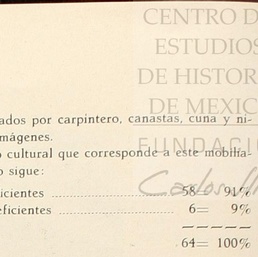 CENTRO D
ESTUDIOS
DE HISTOR
DE MEXIC
FUNDACIÓ
ados por carpintero, canastas, cuna y ni-
mágenes.
o cultural que corresponde a este mobilia-
o sigue:
icientes ........................ 58= 91%
eficientes ........................ 6= 9%
64= 100%